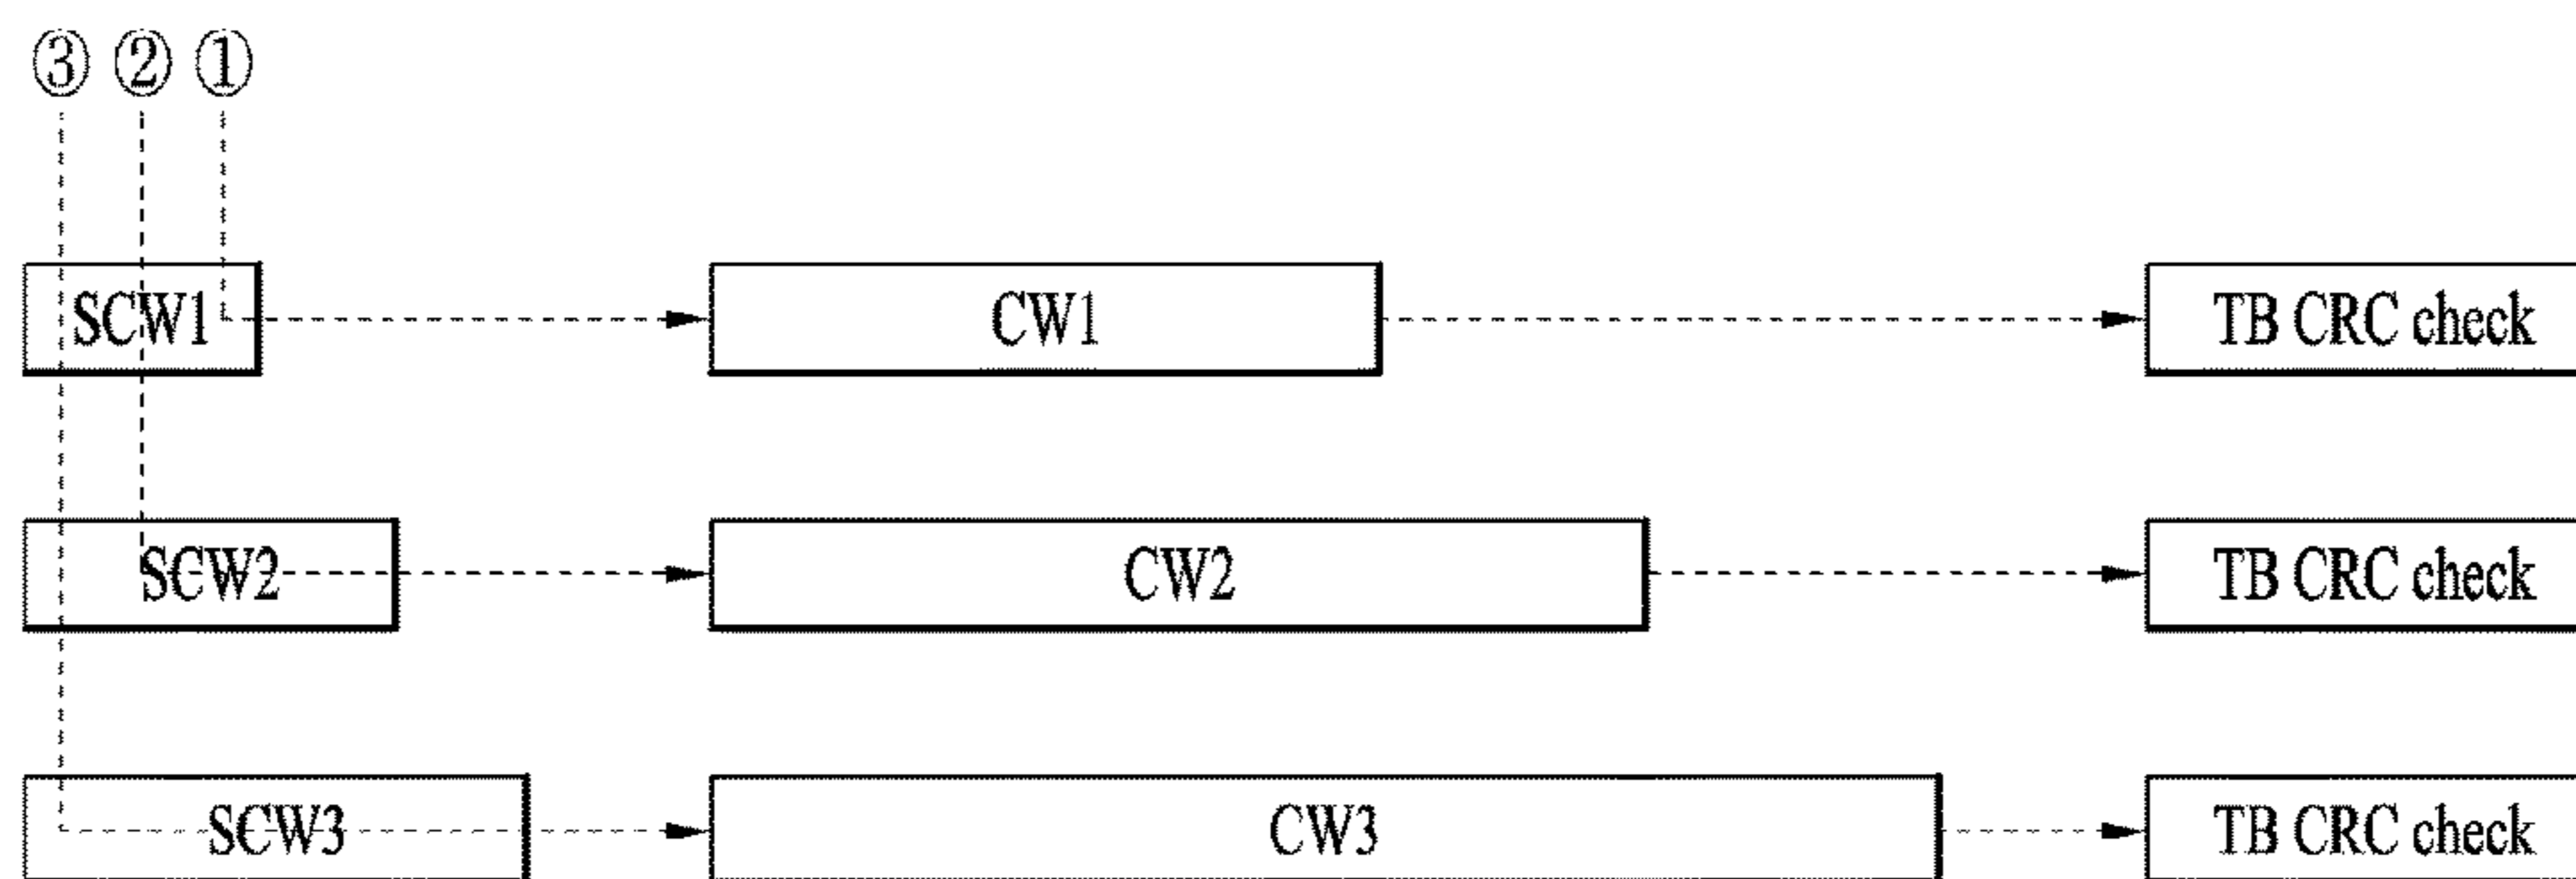 ③ ② ①
SCW1 CW1 TB CRC check
SCW2 CW2 TB CRC check
SCW3 CW3 TB CRC check